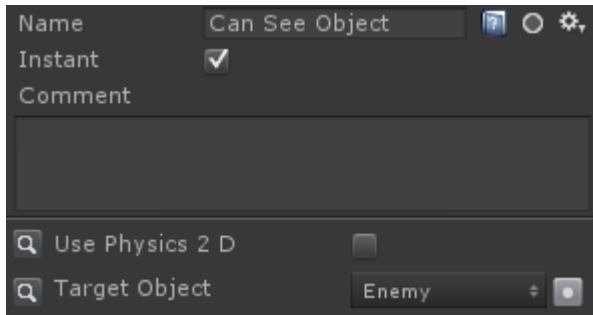 Name Can See Object
Instant
Comment
Use Physics 2 D
Target Object Enemy